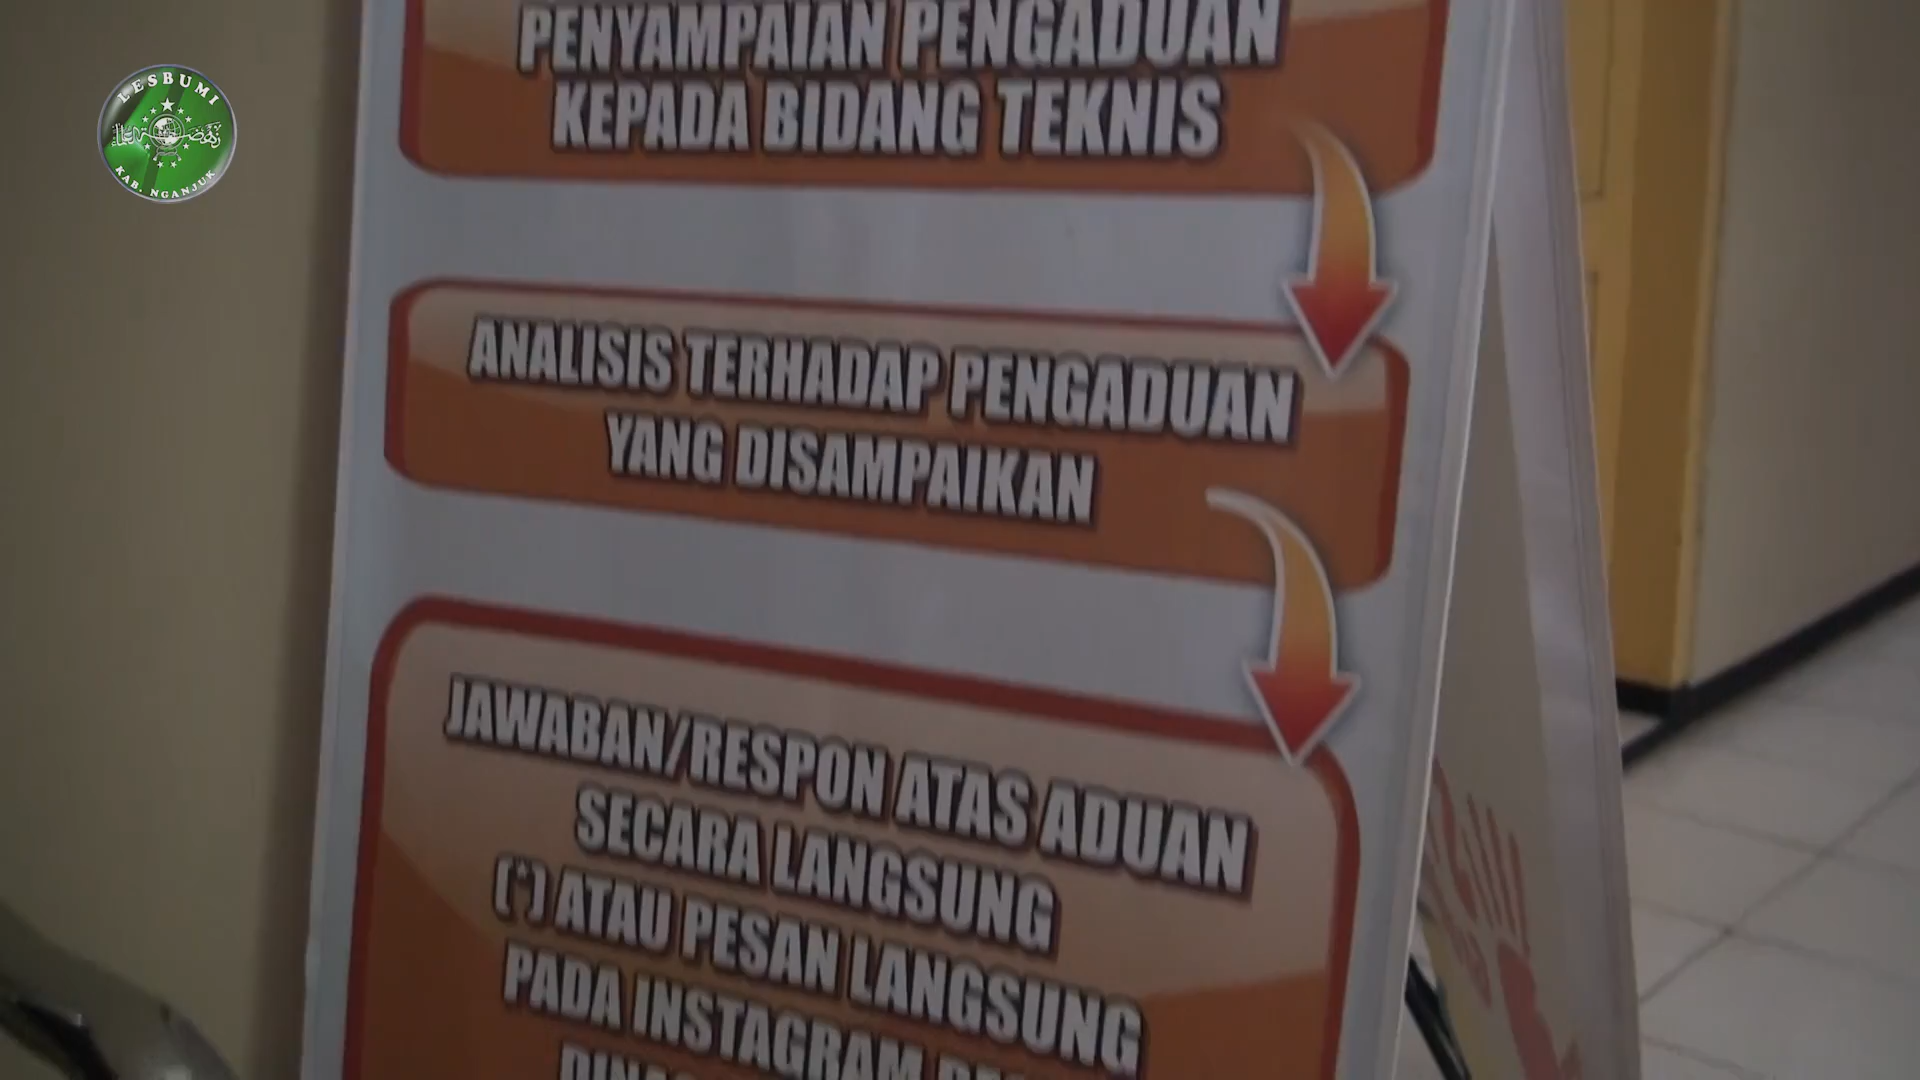 LESBUMI
KAB. NGANJUK
PENYAMPAIAN PENGADUAN
KEPADA BIDANG TEKNIS
ANALISIS TERHADAP PENGADUAN
YANG DISAMPAIKAN
JAWABAN/RESPON ATAS ADUAN
SECARA LANGSUNG
(*) ATAU PESAN LANGSUNG
PADA INSTAGRAM